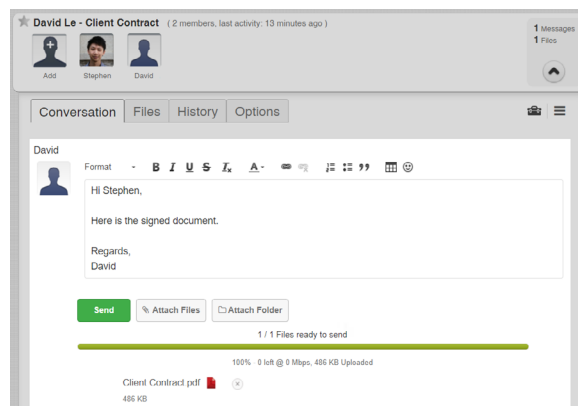 David Le - Client Contract ( 2 members, last activity: 13 minutes ago )
1 Messages
1 Files
Add Stephen David
Conversation Files History Options
David
Format B I U S Ix A
Hi Stephen,
Here is the signed document.
Regards,
David
Send Attach Files Attach Folder
1 / 1 Files ready to send
100% - 0 left @ 0 Mbps, 486 KB Uploaded
Client Contract.pdf
486 KB